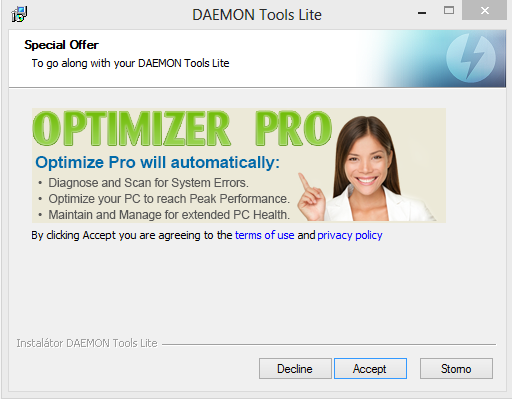 DAEMON Tools Lite
Special Offer
To go along with your DAEMON Tools Lite
OPTIMIZER PRO
Optimize Pro will automatically:
• Diagnose and Scan for System Errors.
• Optimize your PC to reach Peak Performance.
• Maintain and Manage for extended PC Health.
By clicking Accept you are agreeing to the terms of use and privacy policy
Instalátor DAEMON Tools Lite
Decline Accept Storno